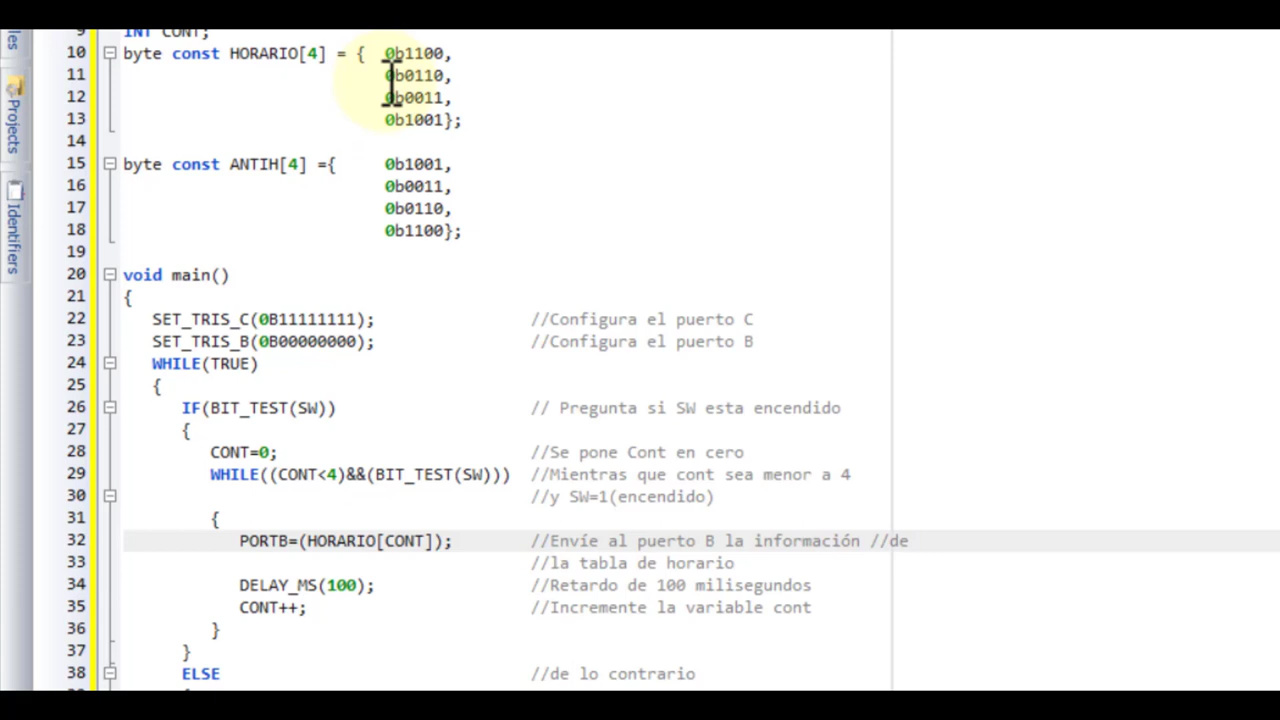 les
Projects
Identifiers
9 INT CONT;
10 byte const HORARIO[4] = { 0b1100,
11 0b0110,
12 0b0011,
13 0b1001};
14
15 byte const ANTIH[4] ={ 0b1001,
16 0b0011,
17 0b0110,
18 0b1100};
19
20 void main()
21 {
22 SET_TRIS_C(0B11111111); //Configura el puerto C
23 SET_TRIS_B(0B00000000); //Configura el puerto B
24 WHILE(TRUE)
25 {
26 IF(BIT_TEST(SW)) // Pregunta si SW esta encendido
27 {
28 CONT=0; //Se pone Cont en cero
29 WHILE((CONT<4)&&(BIT_TEST(SW))) //Mientras que cont sea menor a 4
30 //y SW=1(encendido)
31 {
32 PORTB=(HORARIO[CONT]); //Envíe al puerto B la información //de
33 //la tabla de horario
34 DELAY_MS(100); //Retardo de 100 milisegundos
35 CONT++; //Incremente la variable cont
36 }
37 }
38 ELSE //de lo contrario